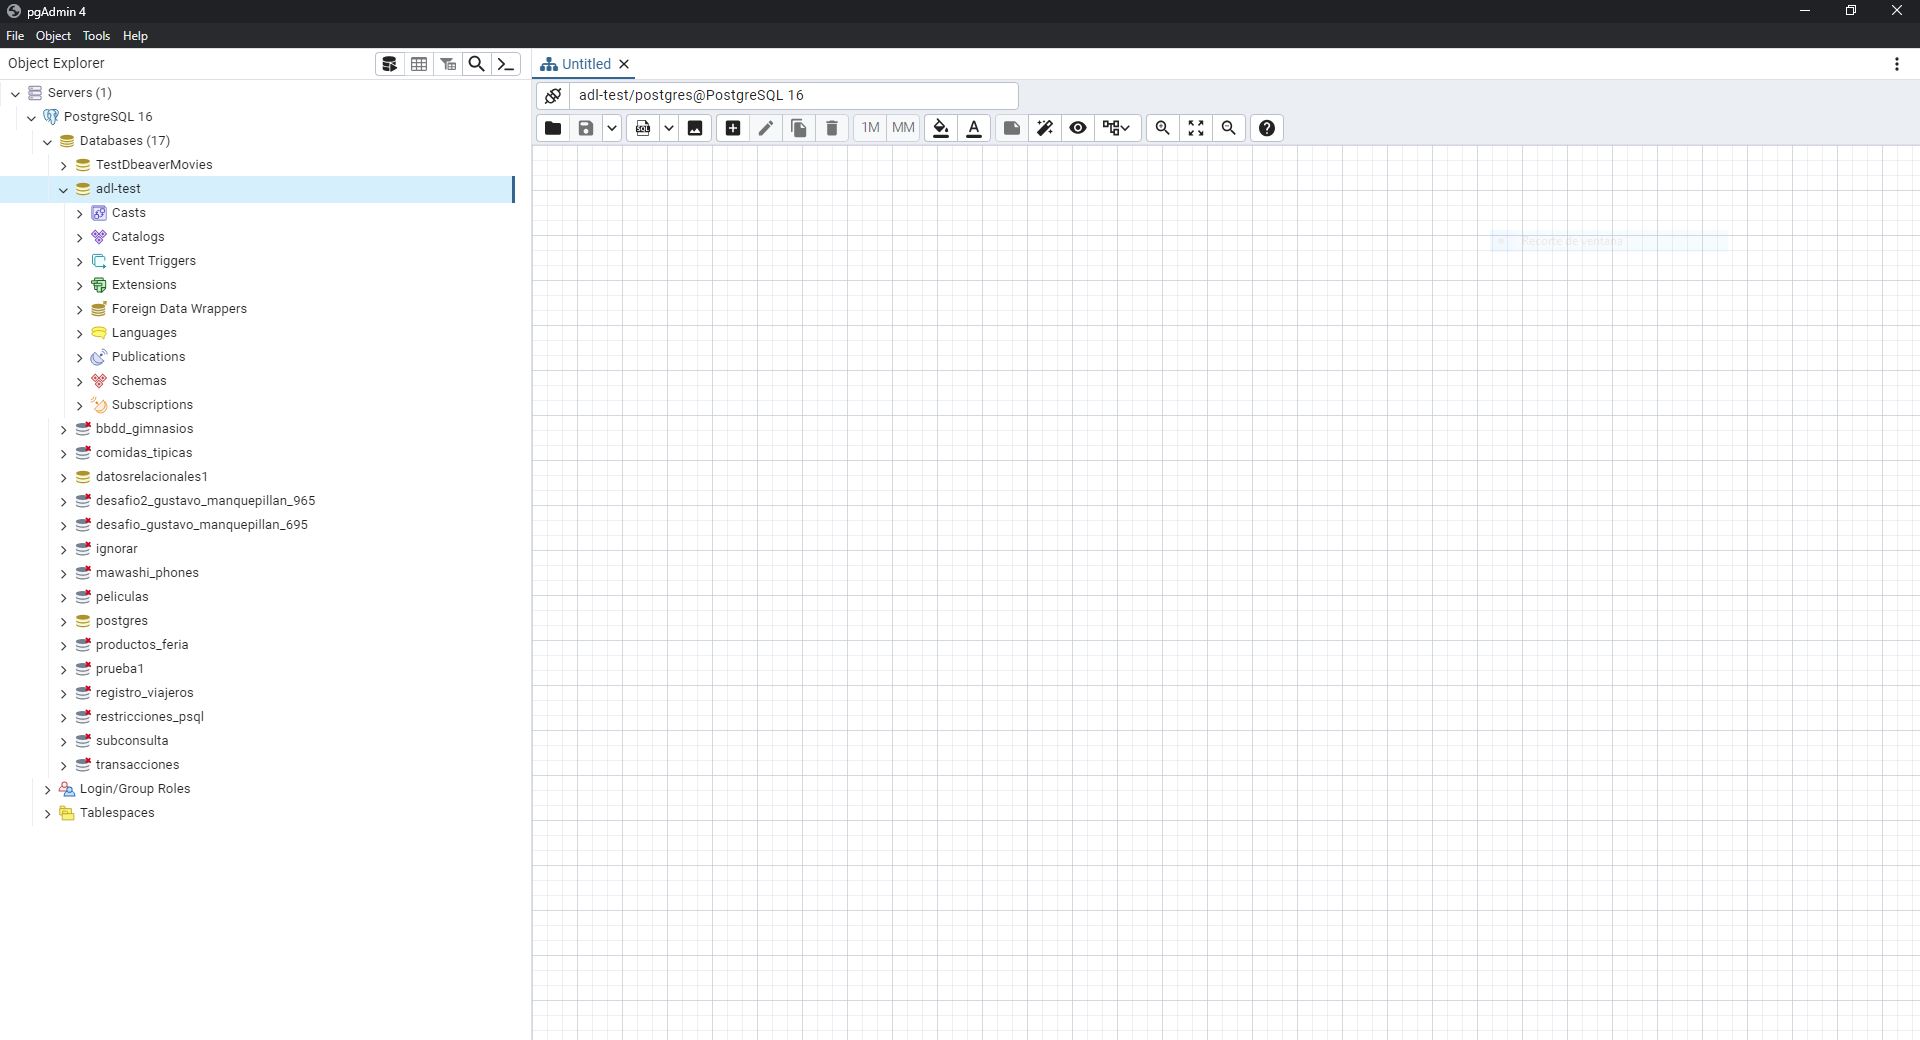 pgAdmin 4
File Object Tools Help
Object Explorer
Untitled
Servers (1)
adl-test/postgres@PostgreSQL 16
PostgreSQL 16
SQL
1M MM
A
Databases (17)
TestDbeaverMovies
adl-test
Casts
Catalogs
Recorte de ventana
Event Triggers
Extensions
Foreign Data Wrappers
Languages
Publications
Schemas
Subscriptions
bbdd_gimnasios
comidas_tipicas
datosrelacionales1
desafio2_gustavo_manquepillan_965
desafio_gustavo_manquepillan_695
ignorar
mawashi_phones
peliculas
postgres
productos_feria
prueba1
registro_viajeros
restricciones_psql
subconsulta
transacciones
Login/Group Roles
Tablespaces